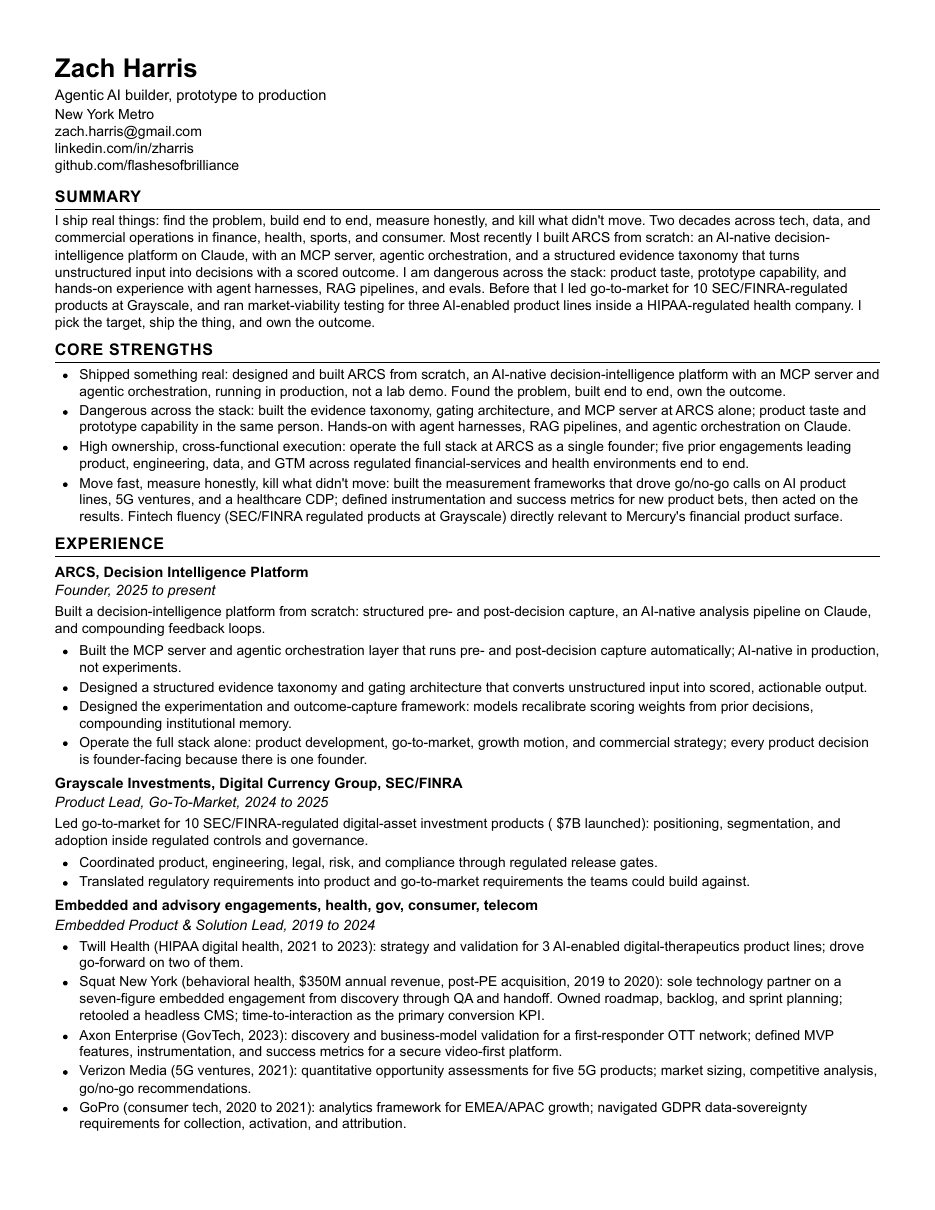 Zach Harris
Agentic AI builder, prototype to production
New York Metro
zach.harris@gmail.com
linkedin.com/in/zharris
github.com/flashesofbrilliance
SUMMARY
I ship real things: find the problem, build end to end, measure honestly, and kill what didn't move. Two decades across tech, data, and
commercial operations in finance, health, sports, and consumer. Most recently I built ARCS from scratch: an AI-native decision-
intelligence platform on Claude, with an MCP server, agentic orchestration, and a structured evidence taxonomy that turns
unstructured input into decisions with a scored outcome. I am dangerous across the stack: product taste, prototype capability, and
hands-on experience with agent harnesses, RAG pipelines, and evals. Before that I led go-to-market for 10 SEC/FINRA-regulated
products at Grayscale, and ran market-viability testing for three AI-enabled product lines inside a HIPAA-regulated health company. I
pick the target, ship the thing, and own the outcome.
CORE STRENGTHS
• Shipped something real: designed and built ARCS from scratch, an AI-native decision-intelligence platform with an MCP server and
agentic orchestration, running in production, not a lab demo. Found the problem, built end to end, own the outcome.
• Dangerous across the stack: built the evidence taxonomy, gating architecture, and MCP server at ARCS alone; product taste and
prototype capability in the same person. Hands-on with agent harnesses, RAG pipelines, and agentic orchestration on Claude.
• High ownership, cross-functional execution: operate the full stack at ARCS as a single founder; five prior engagements leading
product, engineering, data, and GTM across regulated financial-services and health environments end to end.
• Move fast, measure honestly, kill what didn't move: built the measurement frameworks that drove go/no-go calls on AI product
lines, 5G ventures, and a healthcare CDP; defined instrumentation and success metrics for new product bets, then acted on the
results. Fintech fluency (SEC/FINRA regulated products at Grayscale) directly relevant to Mercury's financial product surface.
EXPERIENCE
ARCS, Decision Intelligence Platform
Founder, 2025 to present
Built a decision-intelligence platform from scratch: structured pre- and post-decision capture, an AI-native analysis pipeline on Claude,
and compounding feedback loops.
• Built the MCP server and agentic orchestration layer that runs pre- and post-decision capture automatically; AI-native in production,
not experiments.
• Designed a structured evidence taxonomy and gating architecture that converts unstructured input into scored, actionable output.
• Designed the experimentation and outcome-capture framework: models recalibrate scoring weights from prior decisions,
compounding institutional memory.
• Operate the full stack alone: product development, go-to-market, growth motion, and commercial strategy; every product decision
is founder-facing because there is one founder.
Grayscale Investments, Digital Currency Group, SEC/FINRA
Product Lead, Go-To-Market, 2024 to 2025
Led go-to-market for 10 SEC/FINRA-regulated digital-asset investment products ( $7B launched): positioning, segmentation, and
adoption inside regulated controls and governance.
• Coordinated product, engineering, legal, risk, and compliance through regulated release gates.
• Translated regulatory requirements into product and go-to-market requirements the teams could build against.
Embedded and advisory engagements, health, gov, consumer, telecom
Embedded Product & Solution Lead, 2019 to 2024
• Twill Health (HIPAA digital health, 2021 to 2023): strategy and validation for 3 AI-enabled digital-therapeutics product lines; drove
go-forward on two of them.
• Squat New York (behavioral health, $350M annual revenue, post-PE acquisition, 2019 to 2020): sole technology partner on a
seven-figure embedded engagement from discovery through QA and handoff. Owned roadmap, backlog, and sprint planning;
retooled a headless CMS; time-to-interaction as the primary conversion KPI.
• Axon Enterprise (GovTech, 2023): discovery and business-model validation for a first-responder OTT network; defined MVP
features, instrumentation, and success metrics for a secure video-first platform.
• Verizon Media (5G ventures, 2021): quantitative opportunity assessments for five 5G products; market sizing, competitive analysis,
go/no-go recommendations.
• GoPro (consumer tech, 2020 to 2021): analytics framework for EMEA/APAC growth; navigated GDPR data-sovereignty
requirements for collection, activation, and attribution.